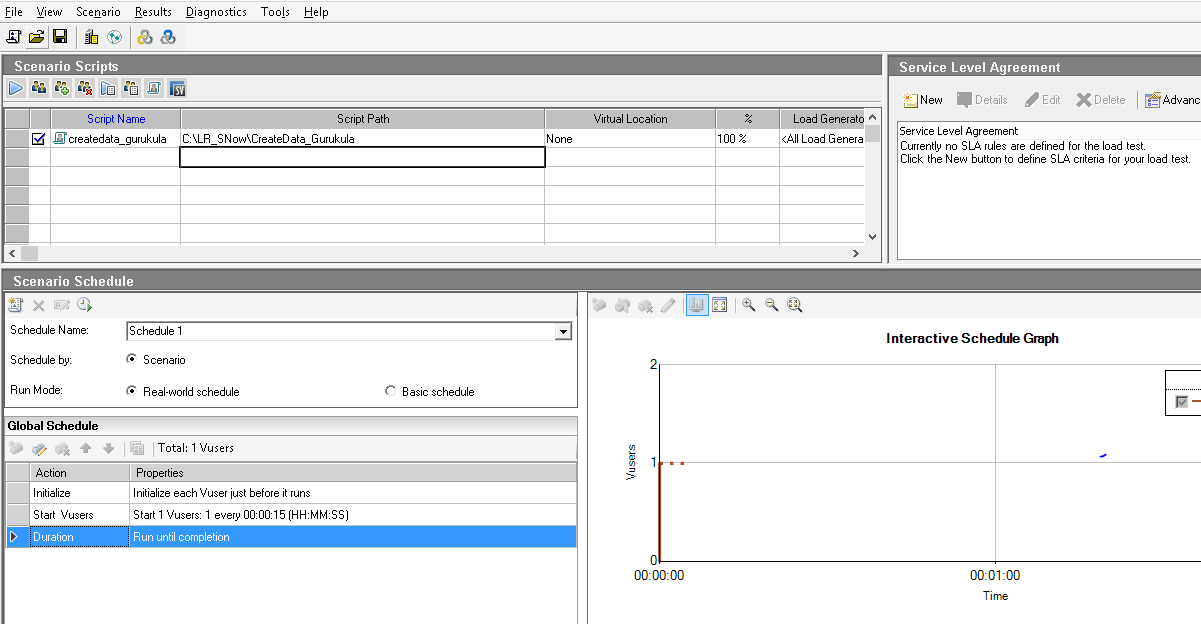 File View Scenario Results Diagnostics Tools Help
Scenario Scripts
SV
Script Name Script Path Virtual Location % Load Generato
createdata_gurukula C:\LR_SNow\CreateData_Gurukula None 100 % <All Load Genera
Service Level Agreement
New Details Edit Delete Advanc
Service Level Agreement
Currently no SLA rules are defined for the load test.
Click the New button to define SLA criteria for your load test.
Scenario Schedule
Schedule Name: Schedule 1
Schedule by: Scenario
Run Mode: Real-world schedule Basic schedule
Global Schedule
Total: 1 Vusers
Action Properties
Initialize Initialize each Vuser just before it runs
Start Vusers Start 1 Vusers: 1 every 00:00:15 (HH:MM:SS)
Duration Run until completion
Interactive Schedule Graph
2
Vusers
1
0
00:00:00 00:01:00
Time